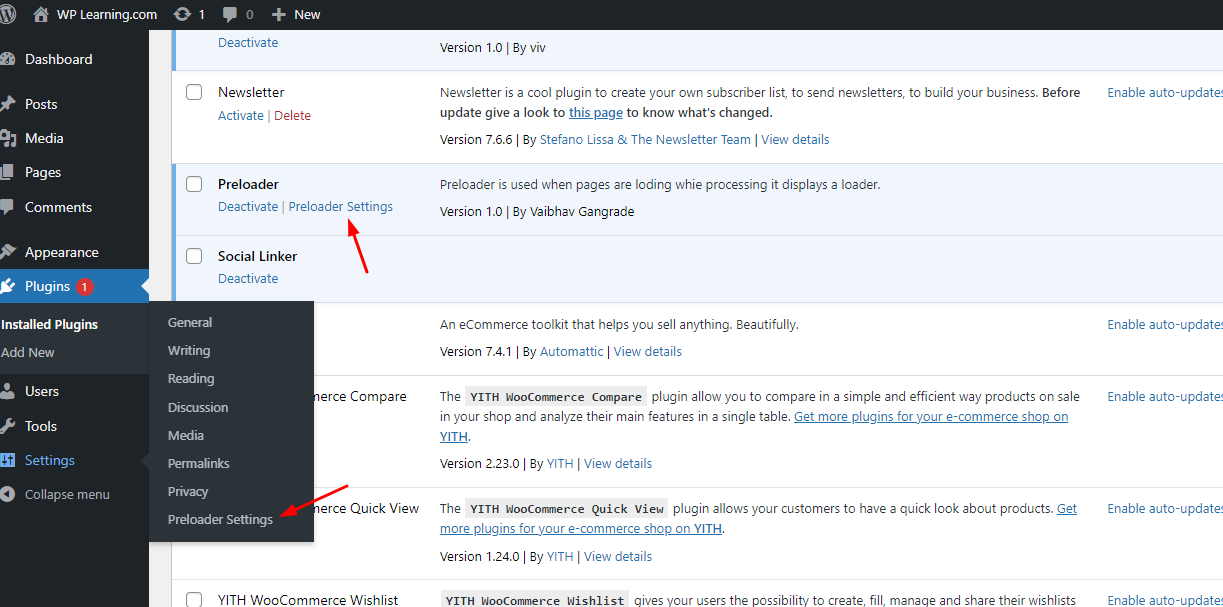 WP Learning.com 1 0 New
Dashboard
Posts
Media
Pages
Comments
Appearance
Plugins 1
Installed Plugins
Add New
Users
Tools
Settings
Collapse menu
General
Writing
Reading
Discussion
Media
Permalinks
Privacy
Preloader Settings
Deactivate
Version 1.0 | By viv
Newsletter
Activate | Delete
Newsletter is a cool plugin to create your own subscriber list, to send newsletters, to build your business. Before
update give a look to this page to know what's changed.
Version 7.6.6 | By Stefano Lissa & The Newsletter Team | View details
Enable auto-updates
Preloader
Deactivate | Preloader Settings
Preloader is used when pages are loding whie processing it displays a loader.
Version 1.0 | By Vaibhav Gangrade
Social Linker
Deactivate
An eCommerce toolkit that helps you sell anything. Beautifully.
Version 7.4.1 | By Automattic | View details
Enable auto-updates
merce Compare
The YITH WooCommerce Compare plugin allow you to compare in a simple and efficient way products on sale
in your shop and analyze their main features in a single table. Get more plugins for your e-commerce shop on
YITH.
Version 2.23.0 | By YITH | View details
Enable auto-updates
merce Quick View
The YITH WooCommerce Quick View plugin allows your customers to have a quick look about products. Get
more plugins for your e-commerce shop on YITH.
Version 1.24.0 | By YITH | View details
Enable auto-updates
YITH WooCommerce Wishlist
YITH WooCommerce Wishlist gives your users the possibility to create, fill, manage and share their wishlists
Enable auto-updates